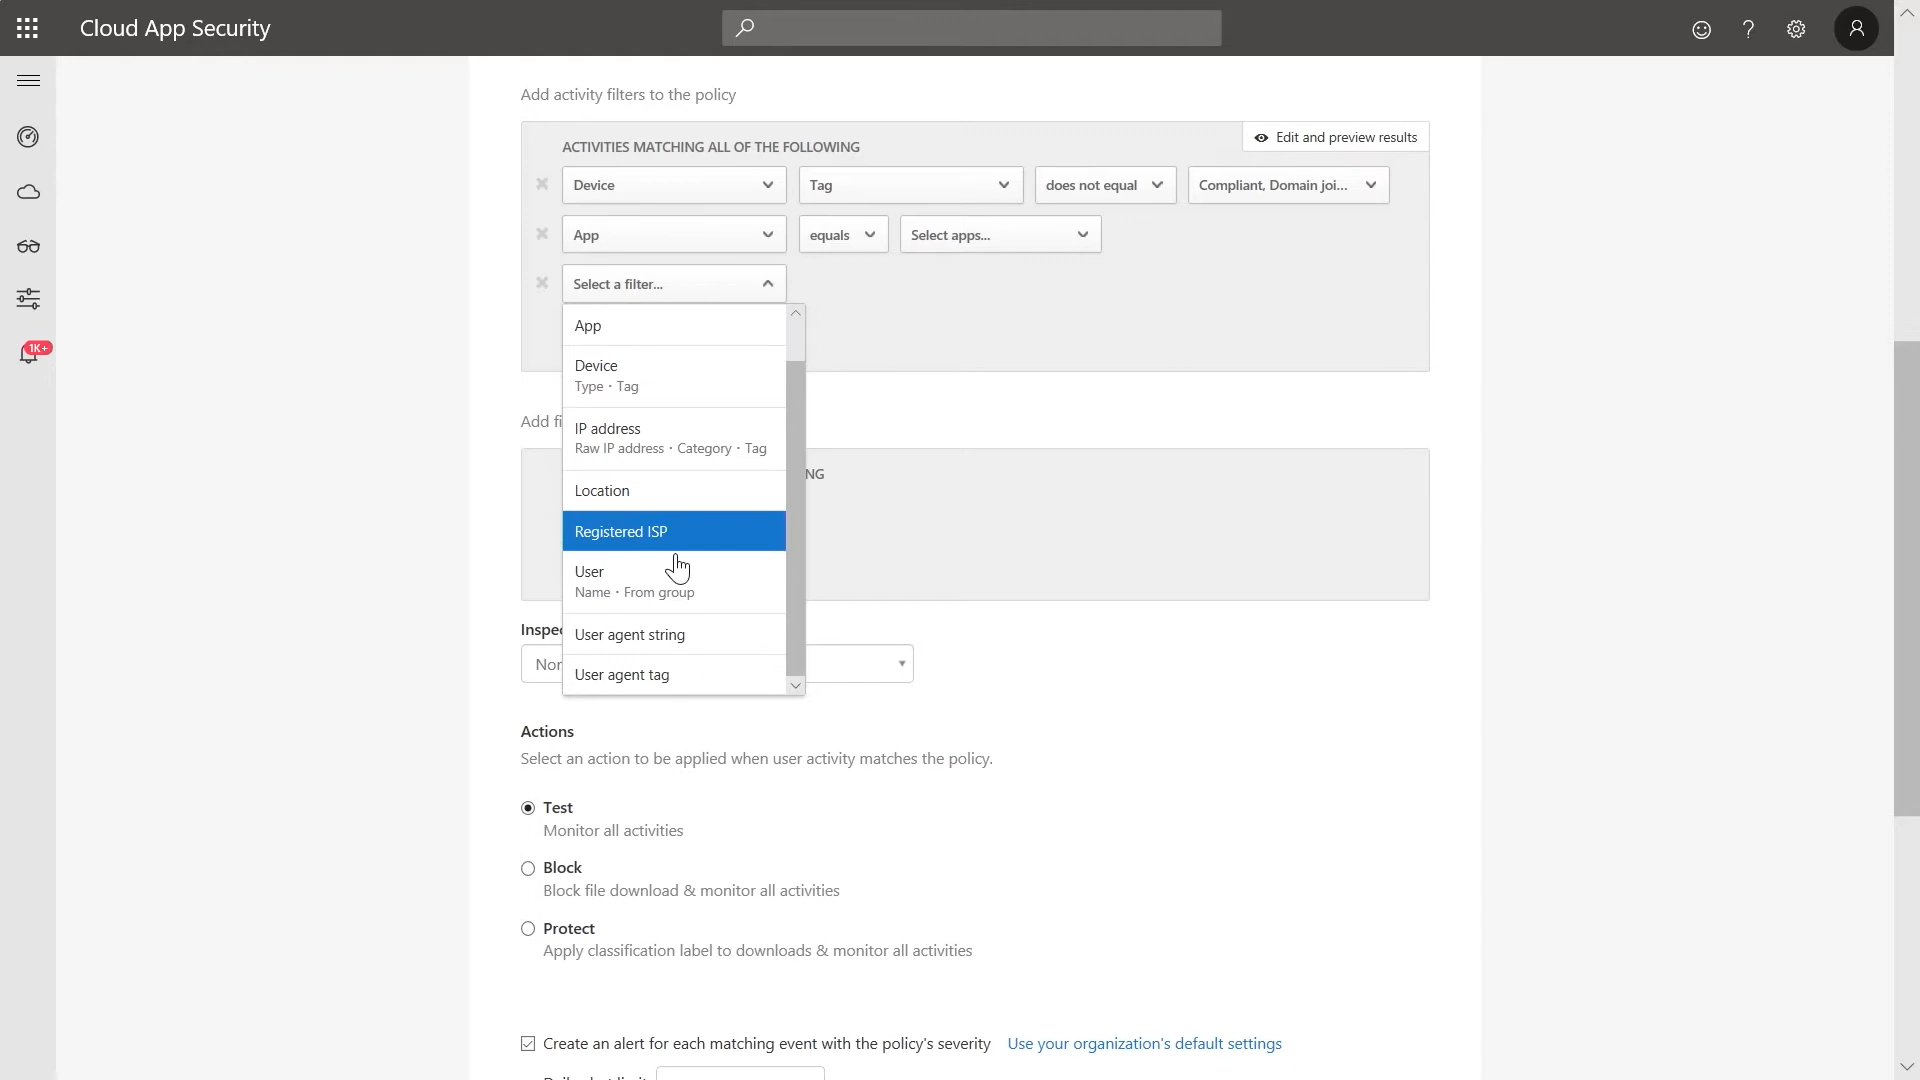 Cloud App Security
Add activity filters to the policy
ACTIVITIES MATCHING ALL OF THE FOLLOWING
Edit and preview results
Device
Tag
does not equal
Compliant, Domain joi...
App
equals
Select apps...
1K+
Select a filter...
App
Device
Type · Tag
Add fi
IP address
Raw IP address · Category · Tag
NG
Location
Registered ISP
User
Name · From group
Inspec
User agent string
Nor
User agent tag
Actions
Select an action to be applied when user activity matches the policy.
Test
Monitor all activities
Block
Block file download & monitor all activities
Protect
Apply classification label to downloads & monitor all activities
Create an alert for each matching event with the policy's severity Use your organization's default settings